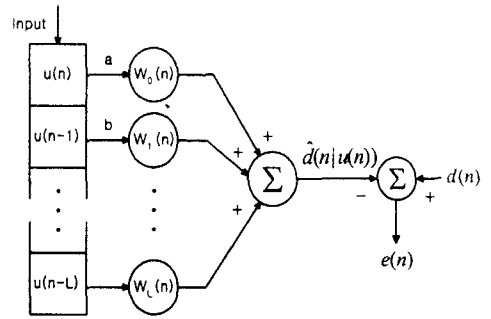 Input
u(n) a W₀(n)
+
u(n-1) b W₁(n) + Σ d̂(n|u(n)) Σ d(n)
− +
+
e(n)
u(n-L) W_L(n)